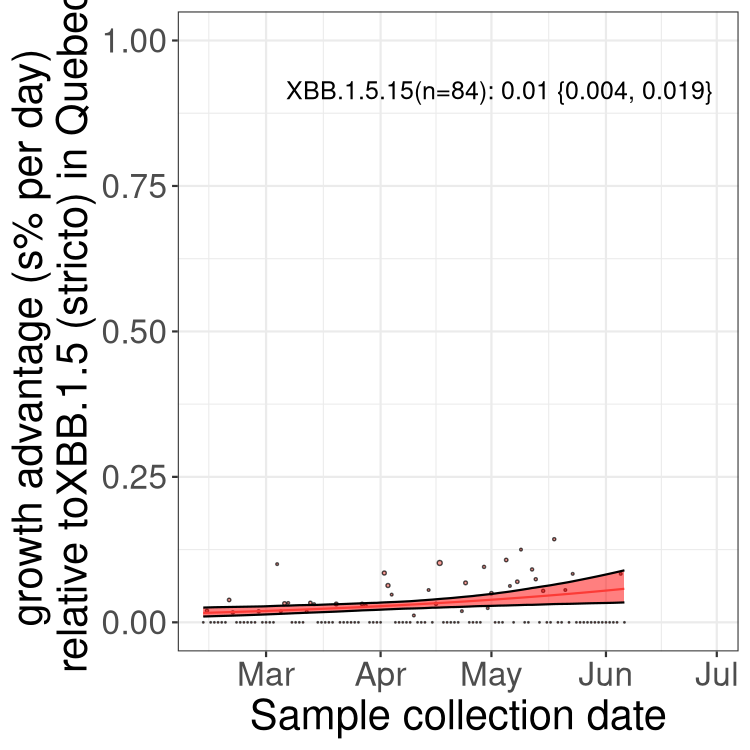 growth advantage (s% per day)
relative toXBB.1.5 (stricto) in Quebec
1.00
0.75
0.50
0.25
0.00
XBB.1.5.15(n=84): 0.01 {0.004, 0.019}
Mar Apr May Jun Jul
Sample collection date